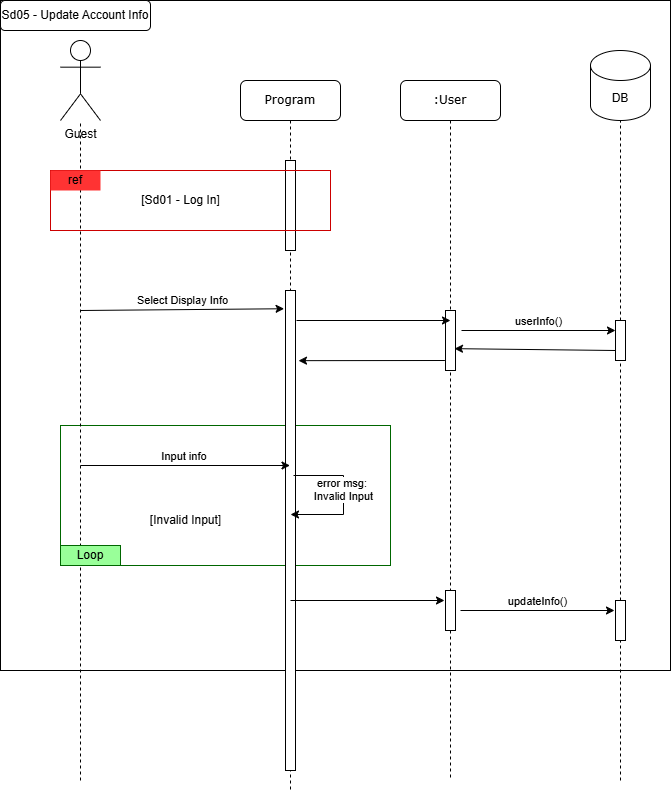 Sd05 - Update Account Info
Guest
Program
:User
DB
ref
[Sd01 - Log In]
Select Display Info
userInfo()
Input info
error msg:
Invalid Input
[Invalid Input]
Loop
updateInfo()